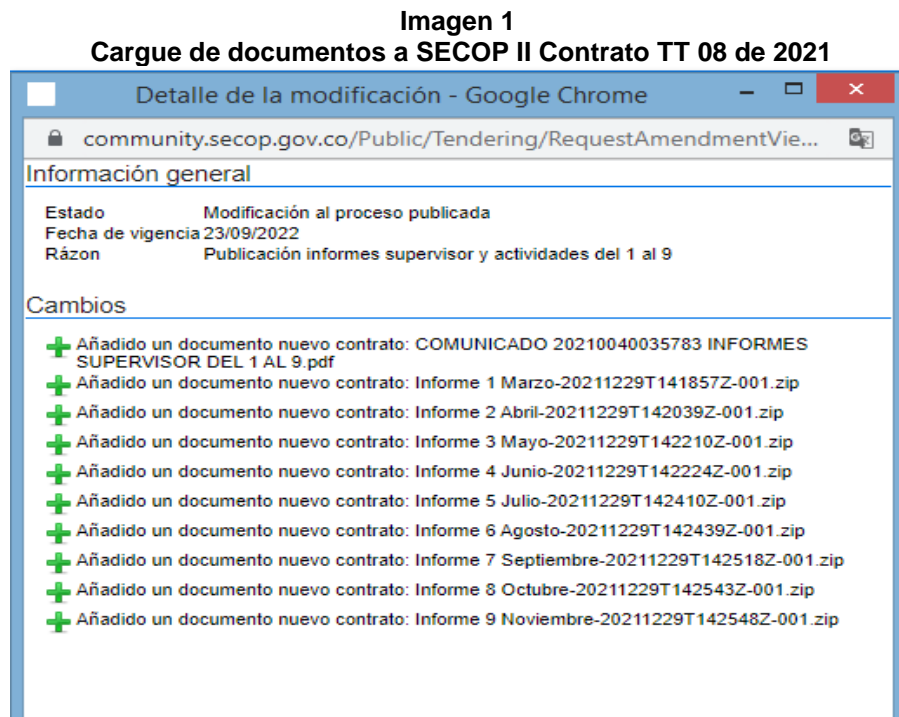 Imagen 1
Cargue de documentos a SECOP II Contrato TT 08 de 2021
Detalle de la modificación - Google Chrome
community.secop.gov.co/Public/Tendering/RequestAmendmentVie...
Información general
Estado Modificación al proceso publicada
Fecha de vigencia 23/09/2022
Rázon Publicación informes supervisor y actividades del 1 al 9
Cambios
Añadido un documento nuevo contrato: COMUNICADO 20210040035783 INFORMES
SUPERVISOR DEL 1 AL 9.pdf
Añadido un documento nuevo contrato: Informe 1 Marzo-20211229T141857Z-001.zip
Añadido un documento nuevo contrato: Informe 2 Abril-20211229T142039Z-001.zip
Añadido un documento nuevo contrato: Informe 3 Mayo-20211229T142210Z-001.zip
Añadido un documento nuevo contrato: Informe 4 Junio-20211229T142224Z-001.zip
Añadido un documento nuevo contrato: Informe 5 Julio-20211229T142410Z-001.zip
Añadido un documento nuevo contrato: Informe 6 Agosto-20211229T142439Z-001.zip
Añadido un documento nuevo contrato: Informe 7 Septiembre-20211229T142518Z-001.zip
Añadido un documento nuevo contrato: Informe 8 Octubre-20211229T142543Z-001.zip
Añadido un documento nuevo contrato: Informe 9 Noviembre-20211229T142548Z-001.zip